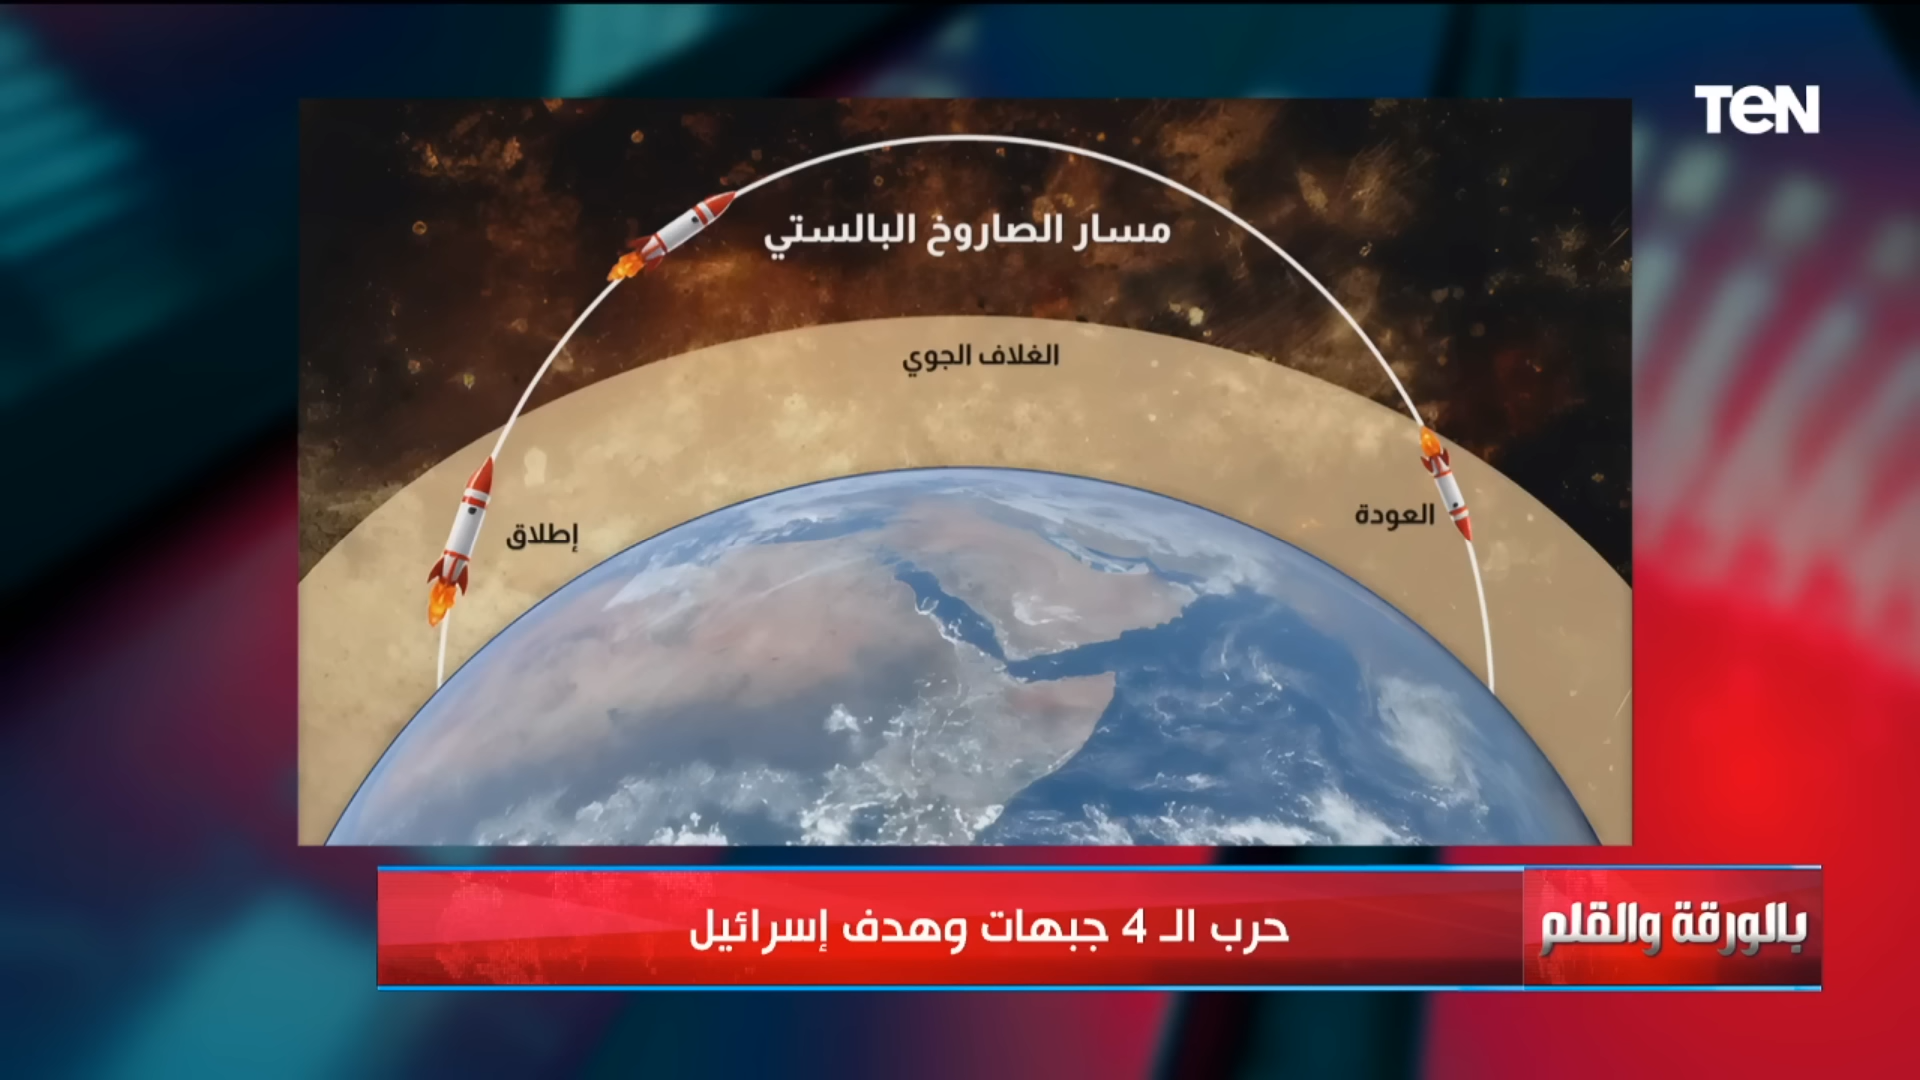 TeN
مسار الصاروخ البالستي
الغلاف الجوي
العودة
إطلاق
بالورقة والقلم
حرب الـ 4 جبهات وهدف إسرائيل